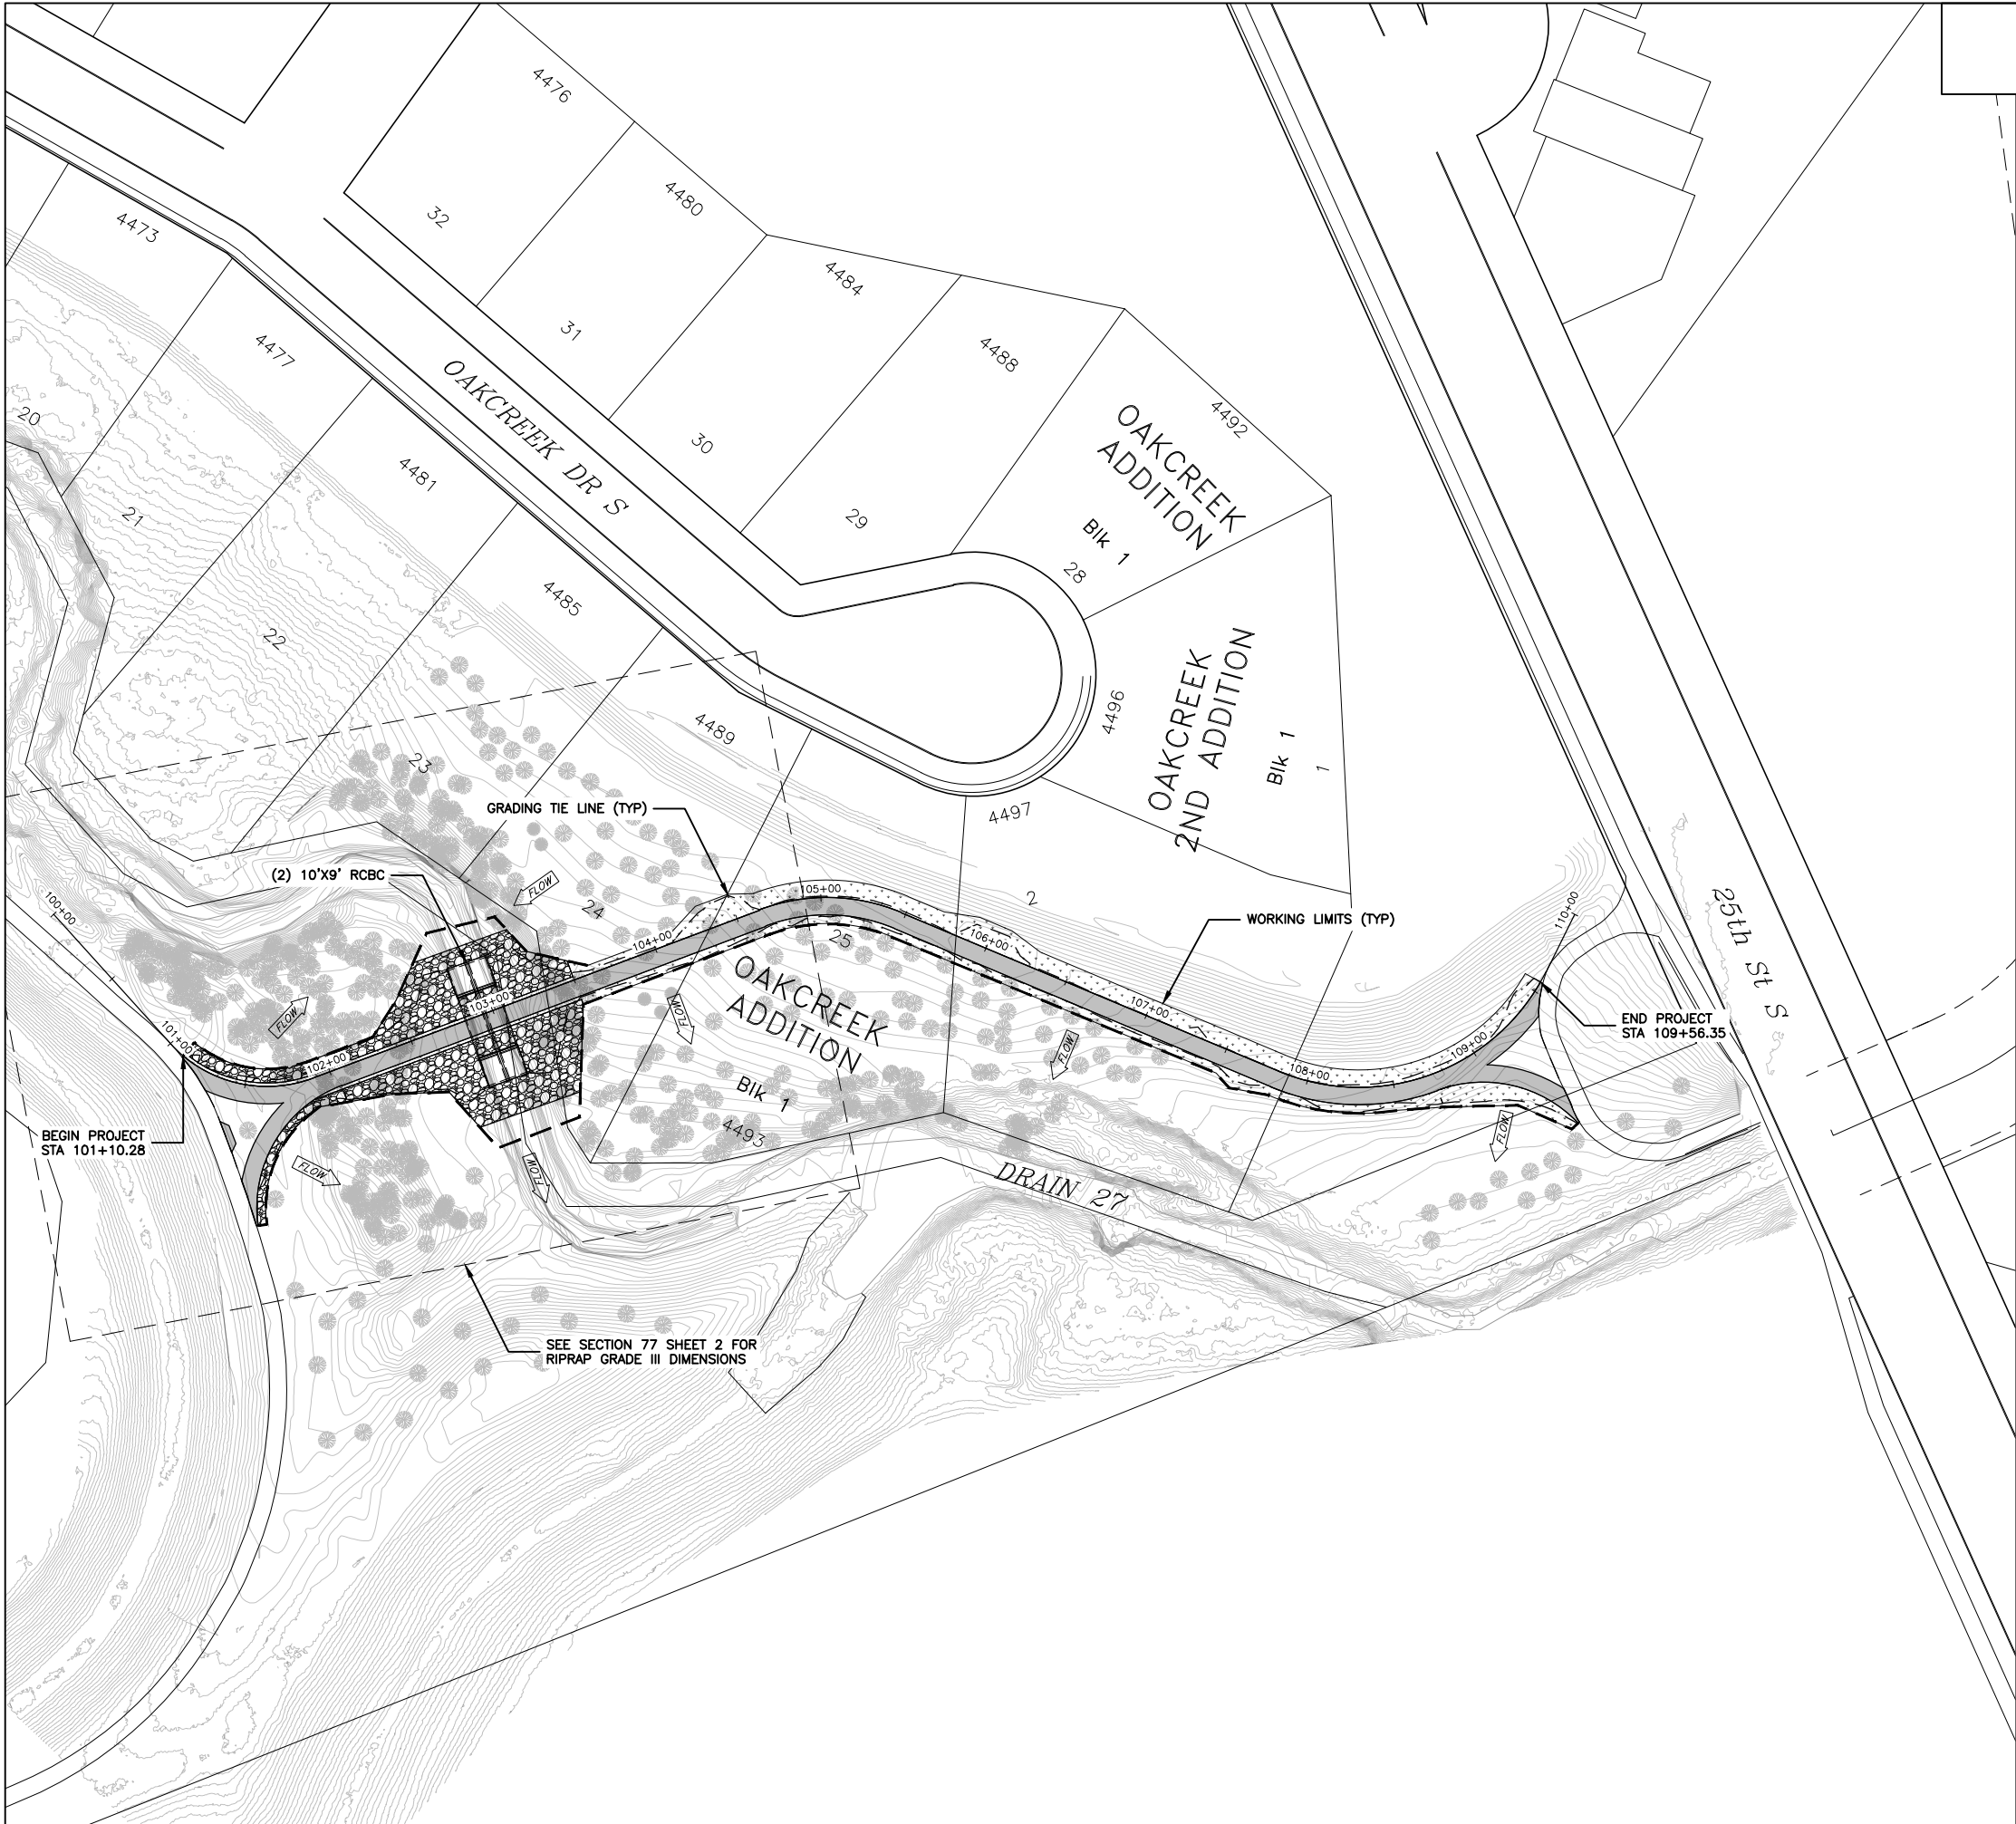 4476
4480
32
4473
4484
31
4477
4488
OAKCREEK DR S
20
30
4492
OAKCREEK
ADDITION
4481
21
29
Blk 1
28
4485
22
OAKCREEK
2ND ADDITION
4496
4489
Blk 1
1
23
GRADING TIE LINE (TYP)
4497
(2) 10'X9' RCBC
FLOW
105+00
100+00
24
2
110+00
25th St S
WORKING LIMITS (TYP)
25
104+00
106+00
OAKCREEK
ADDITION
103+00
107+00
FLOW
FLOW
101+00
END PROJECT
STA 109+56.35
109+00
FLOW
102+00
108+00
Blk 1
4493
BEGIN PROJECT
STA 101+10.28
FLOW
FLOW
FLOW
DRAIN 27
SEE SECTION 77 SHEET 2 FOR
RIPRAP GRADE III DIMENSIONS